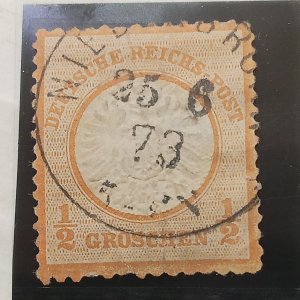 DEUTSCHE REICHS-POST
25 6
73
1/2 1/2
GROSCHEN